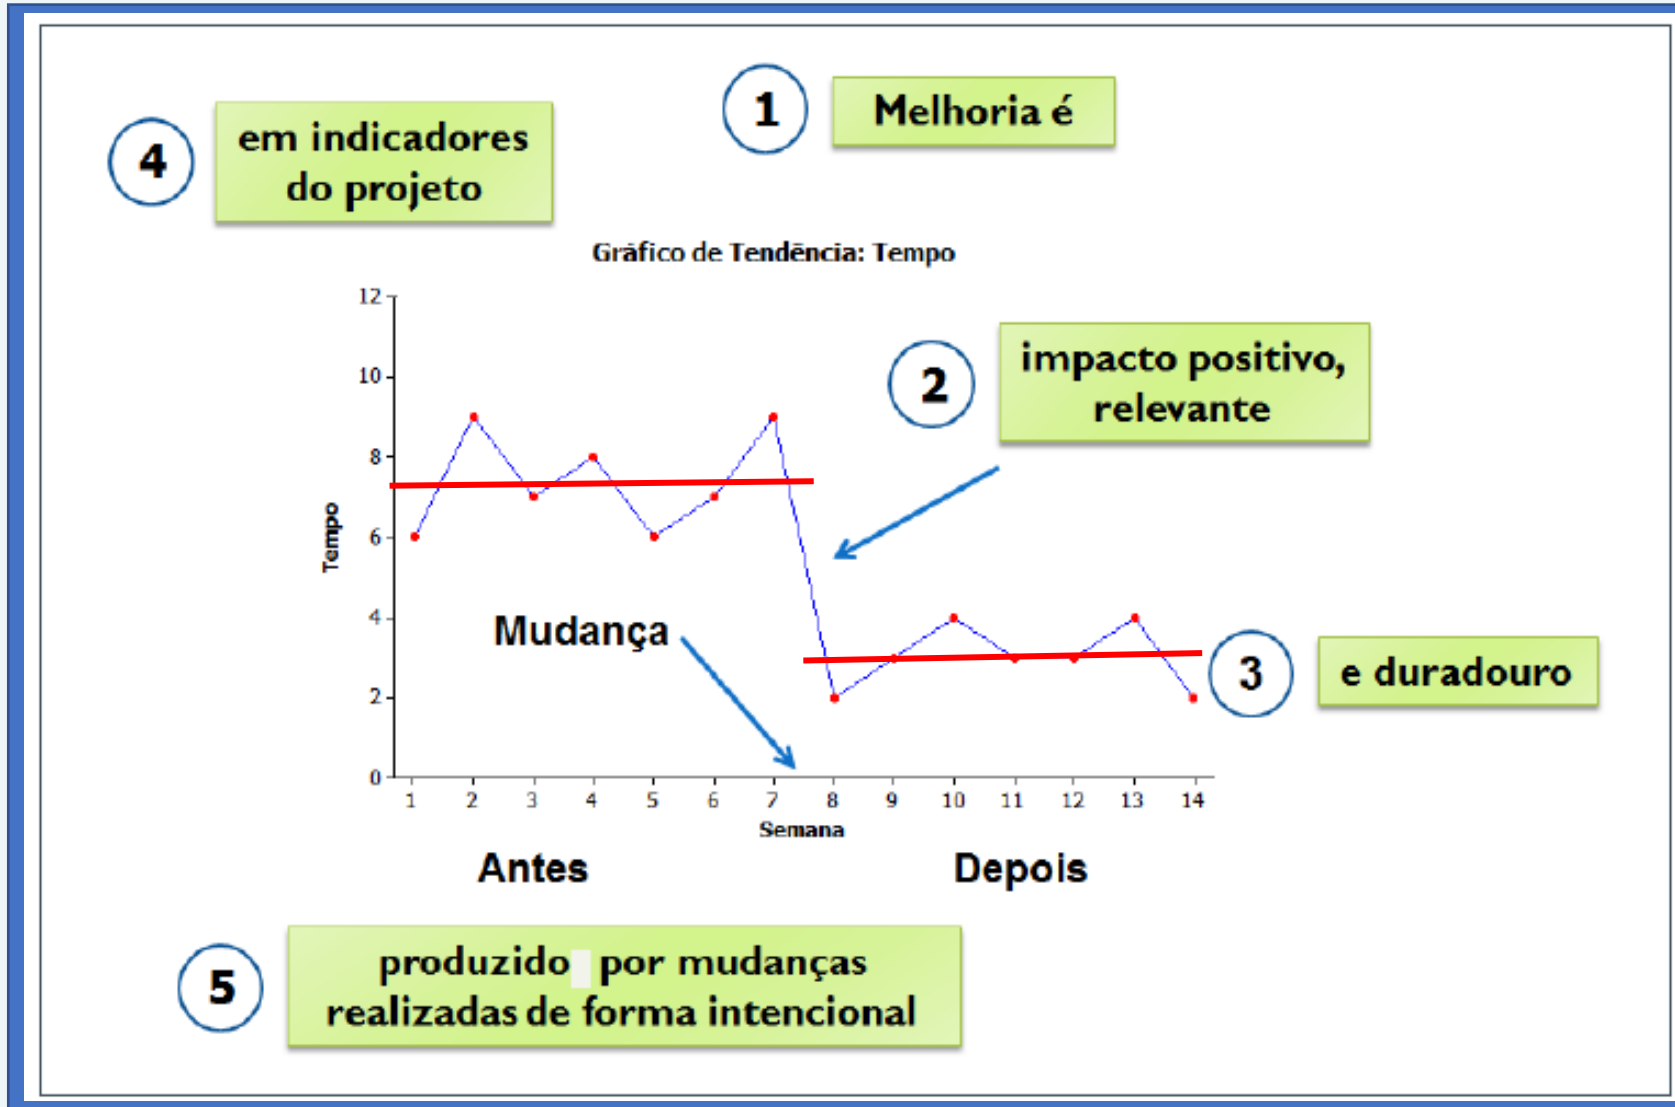 1
Melhoria é
4
em indicadores
do projeto
Gráfico de Tendência: Tempo
2
impacto positivo,
relevante
12
10
8
6
4
2
0
Tempo
Mudança
3
e duradouro
1 2 3 4 5 6 7 8 9 10 11 12 13 14
Semana
Antes
Depois
5
produzido por mudanças
realizadas de forma intencional